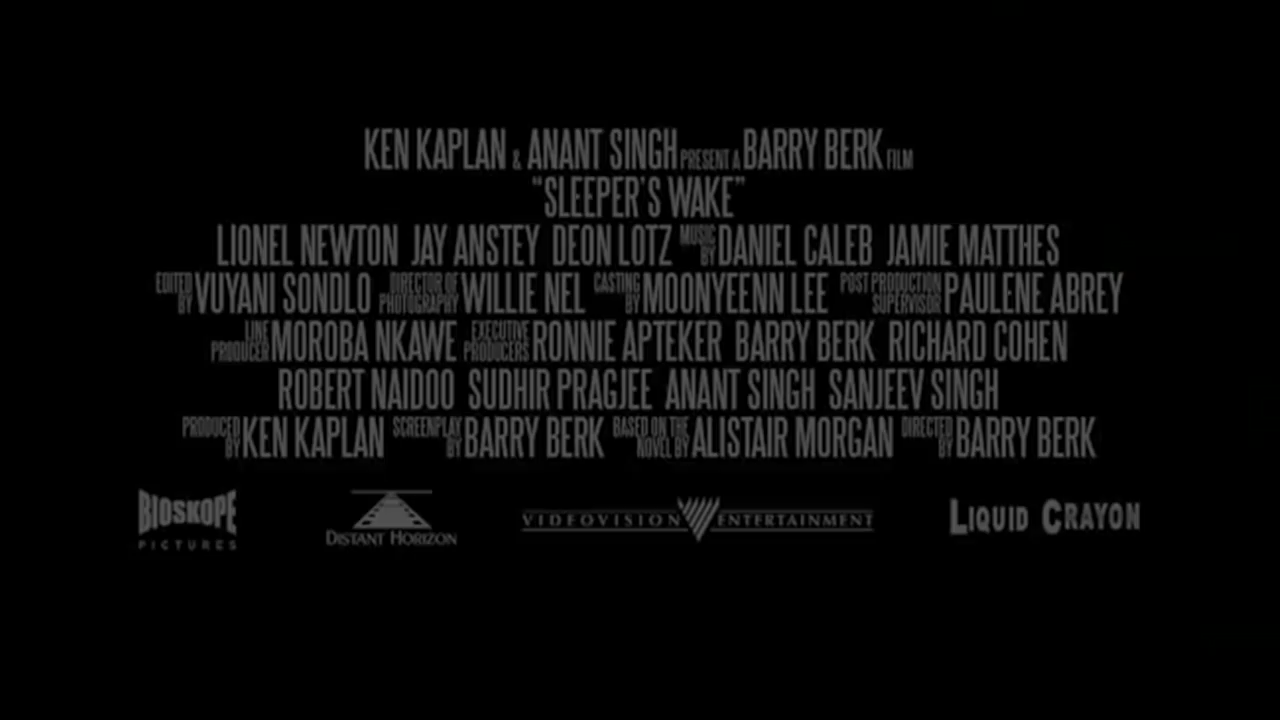 KEN KAPLAN & ANANT SINGH PRESENT A BARRY BERK FILM
“SLEEPER’S WAKE”
LIONEL NEWTON JAY ANSTEY DEON LOTZ MUSIC BY DANIEL CALEB JAMIE MATTHES
EDITED BY VUYANI SONDLO DIRECTOR OF PHOTOGRAPHY WILLIE NEL CASTING BY MOONYEENN LEE POST PRODUCTION SUPERVISOR PAULENE ABREY
LINE PRODUCER MOROBA NKAWE EXECUTIVE PRODUCERS RONNIE APTEKER BARRY BERK RICHARD COHEN
ROBERT NAIDOO SUDHIR PRAGJEE ANANT SINGH SANJEEV SINGH
PRODUCED BY KEN KAPLAN SCREENPLAY BY BARRY BERK BASED ON THE NOVEL BY ALISTAIR MORGAN DIRECTED BY BARRY BERK
BIOSKOPE PICTURES DISTANT HORIZON VIDEOVISION ENTERTAINMENT LIQUID CRAYON